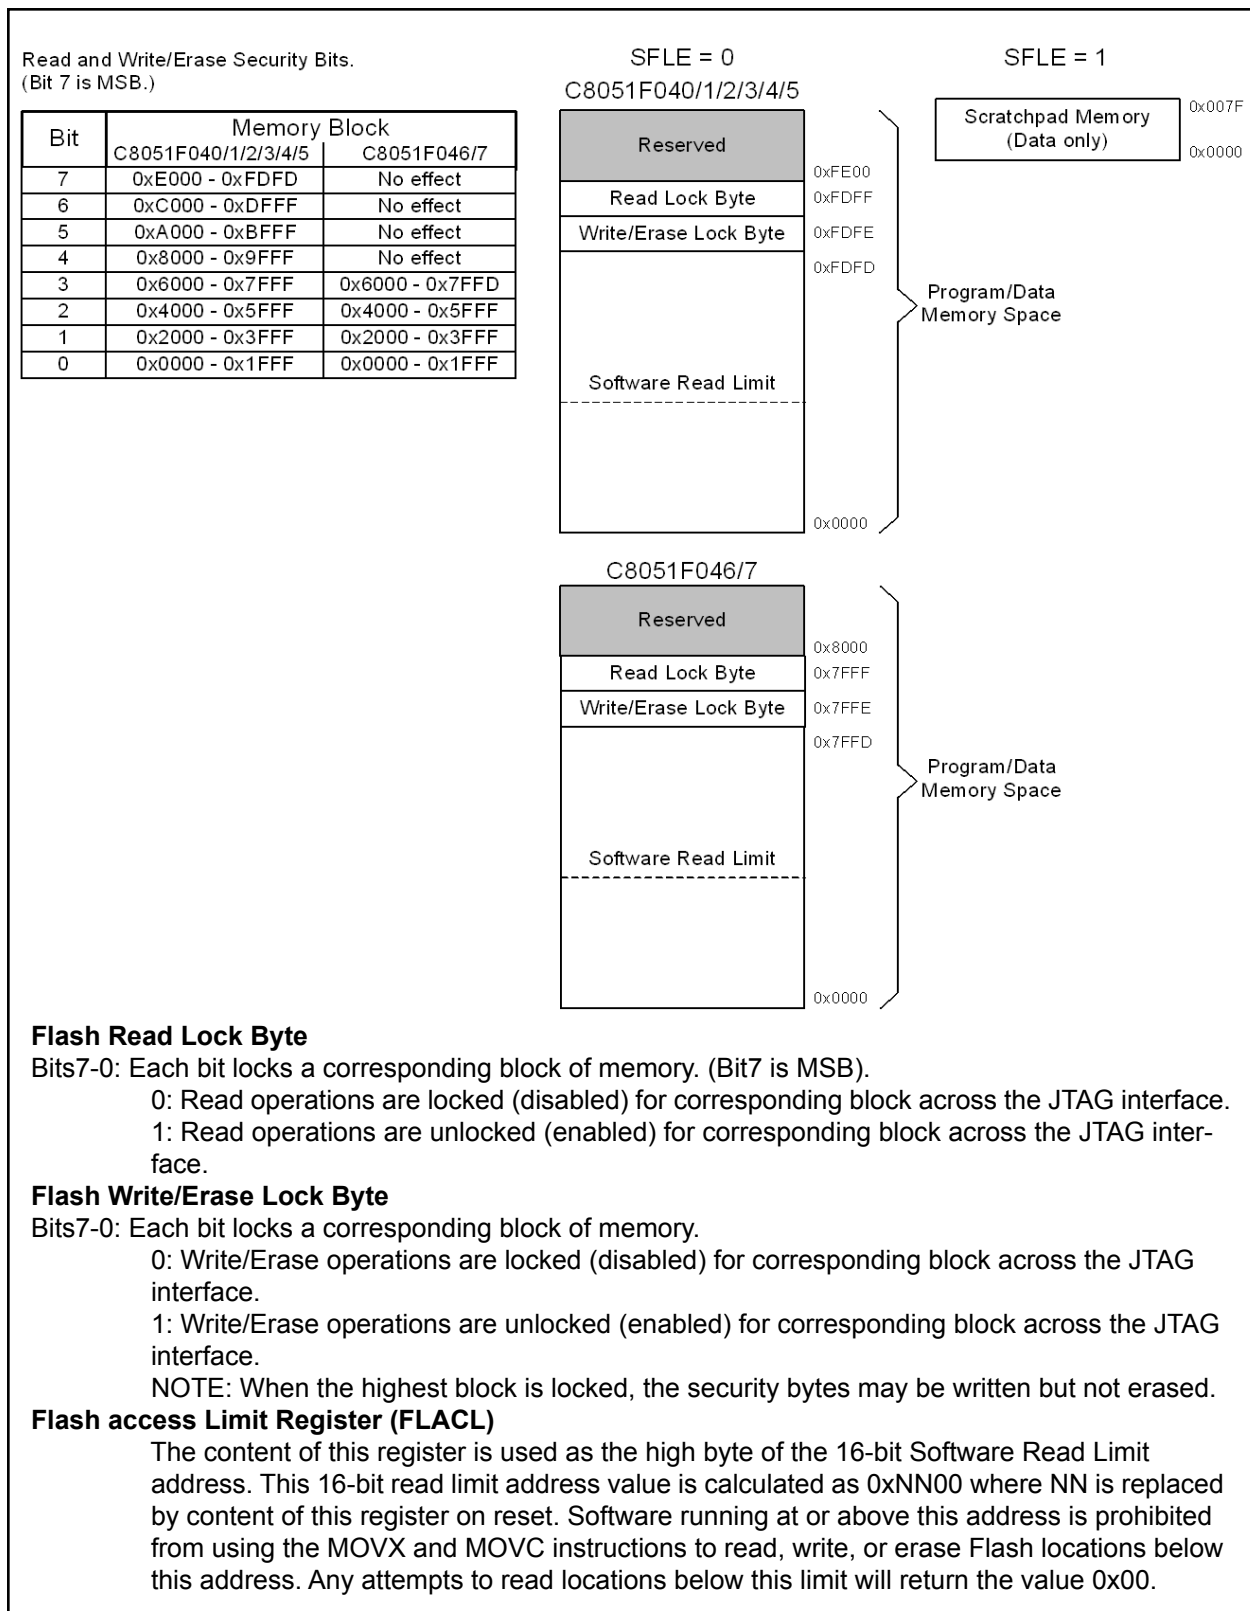 Read and Write/Erase Security Bits.
(Bit 7 is MSB.)
Bit Memory Block
C8051F040/1/2/3/4/5 C8051F046/7
7 0xE000 - 0xFDFD No effect
6 0xC000 - 0xDFFF No effect
5 0xA000 - 0xBFFF No effect
4 0x8000 - 0x9FFF No effect
3 0x6000 - 0x7FFF 0x6000 - 0x7FFD
2 0x4000 - 0x5FFF 0x4000 - 0x5FFF
1 0x2000 - 0x3FFF 0x2000 - 0x3FFF
0 0x0000 - 0x1FFF 0x0000 - 0x1FFF
SFLE = 0
C8051F040/1/2/3/4/5
Reserved
0xFE00
Read Lock Byte 0xFDFF
Write/Erase Lock Byte 0xFDFE
0xFDFD
Software Read Limit
0x0000
Program/Data
Memory Space
SFLE = 1
Scratchpad Memory
(Data only)
0x007F
0x0000
C8051F046/7
Reserved
0x8000
Read Lock Byte 0x7FFF
Write/Erase Lock Byte 0x7FFE
0x7FFD
Software Read Limit
0x0000
Program/Data
Memory Space
Flash Read Lock Byte
Bits7-0: Each bit locks a corresponding block of memory. (Bit7 is MSB).
0: Read operations are locked (disabled) for corresponding block across the JTAG interface.
1: Read operations are unlocked (enabled) for corresponding block across the JTAG inter-
face.
Flash Write/Erase Lock Byte
Bits7-0: Each bit locks a corresponding block of memory.
0: Write/Erase operations are locked (disabled) for corresponding block across the JTAG
interface.
1: Write/Erase operations are unlocked (enabled) for corresponding block across the JTAG
interface.
NOTE: When the highest block is locked, the security bytes may be written but not erased.
Flash access Limit Register (FLACL)
The content of this register is used as the high byte of the 16-bit Software Read Limit
address. This 16-bit read limit address value is calculated as 0xNN00 where NN is replaced
by content of this register on reset. Software running at or above this address is prohibited
from using the MOVX and MOVC instructions to read, write, or erase Flash locations below
this address. Any attempts to read locations below this limit will return the value 0x00.